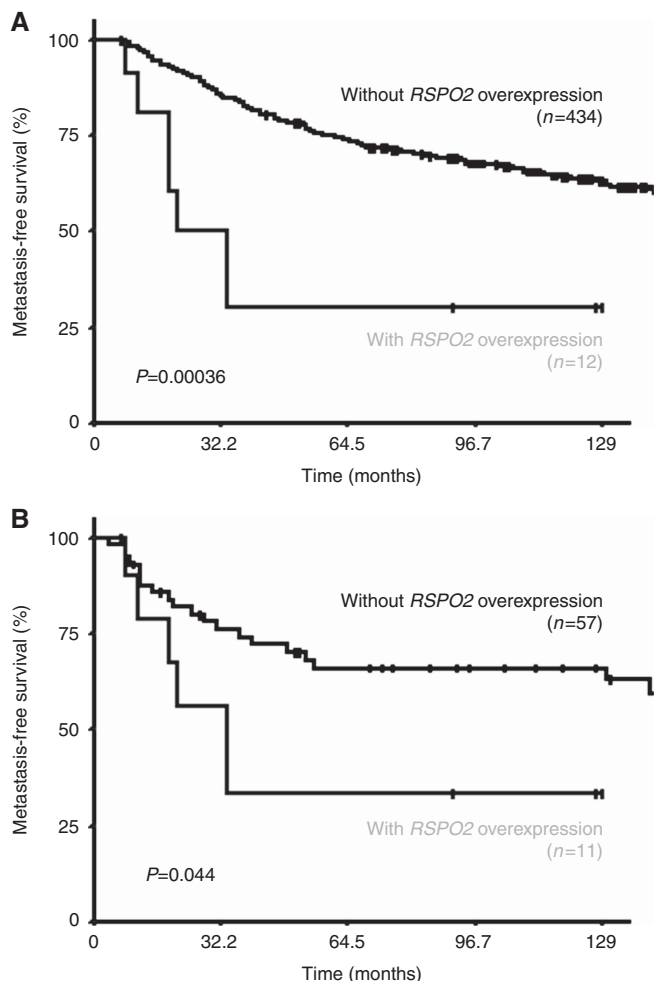 A
100
75
50
25
0
Metastasis-free survival (%)
Without RSPO2 overexpression
(n=434)
With RSPO2 overexpression
(n=12)
P=0.00036
0 32.2 64.5 96.7 129
Time (months)
B
100
75
50
25
0
Metastasis-free survival (%)
Without RSPO2 overexpression
(n=57)
With RSPO2 overexpression
(n=11)
P=0.044
0 32.2 64.5 96.7 129
Time (months)